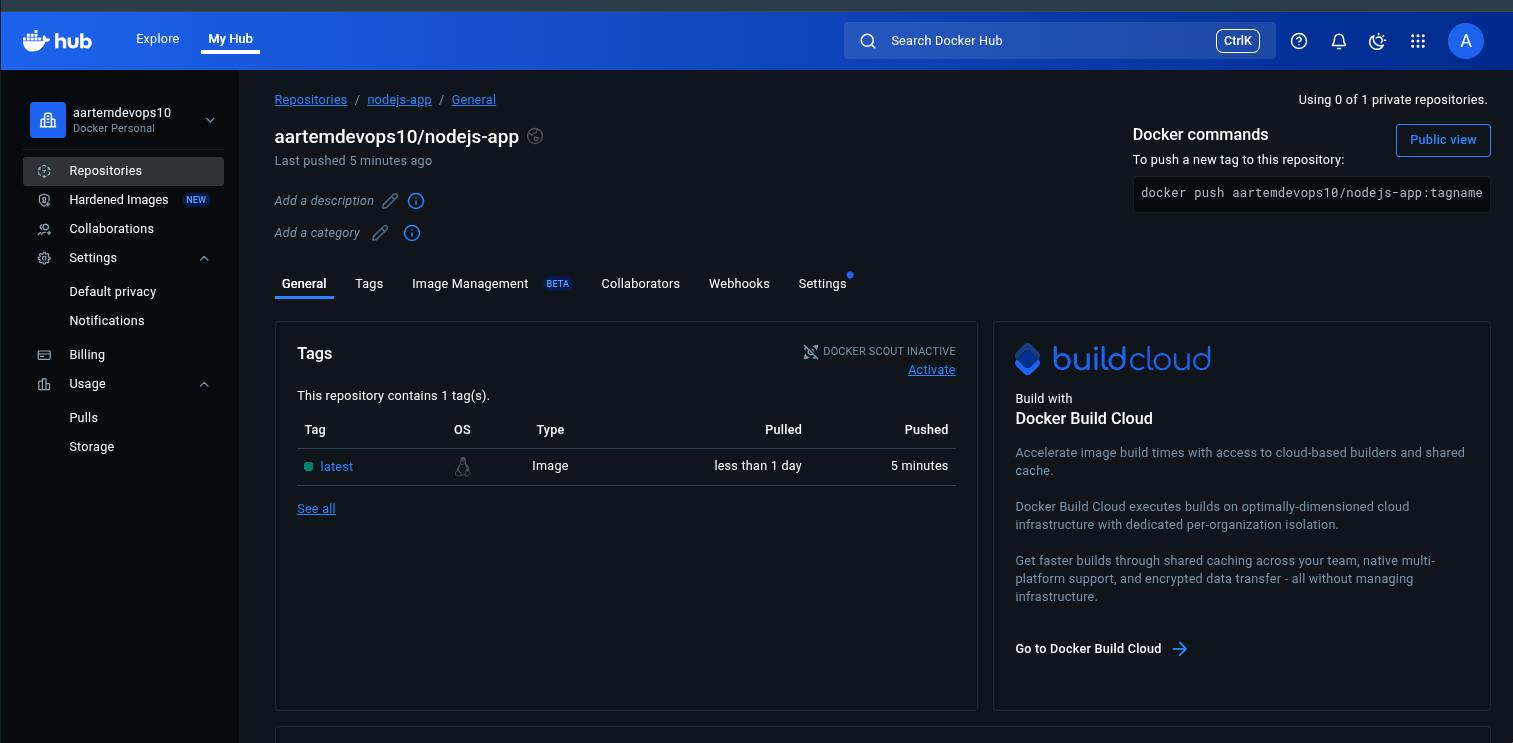 hub
Explore
My Hub
Search Docker Hub
CtrlK
A
aartemdevops10
Docker Personal
Repositories
Hardened Images NEW
Collaborations
Settings
Default privacy
Notifications
Billing
Usage
Pulls
Storage
Repositories / nodejs-app / General
Using 0 of 1 private repositories.
aartemdevops10/nodejs-app
Last pushed 5 minutes ago
Add a description
Add a category
Docker commands
Public view
To push a new tag to this repository:
docker push aartemdevops10/nodejs-app:tagname
General Tags Image Management BETA Collaborators Webhooks Settings
Tags
DOCKER SCOUT INACTIVE
Activate
This repository contains 1 tag(s).
Tag OS Type Pulled Pushed
latest Image less than 1 day 5 minutes
See all
buildcloud
Build with
Docker Build Cloud
Accelerate image build times with access to cloud-based builders and shared
cache.
Docker Build Cloud executes builds on optimally-dimensioned cloud
infrastructure with dedicated per-organization isolation.
Get faster builds through shared caching across your team, native multi-
platform support, and encrypted data transfer - all without managing
infrastructure.
Go to Docker Build Cloud